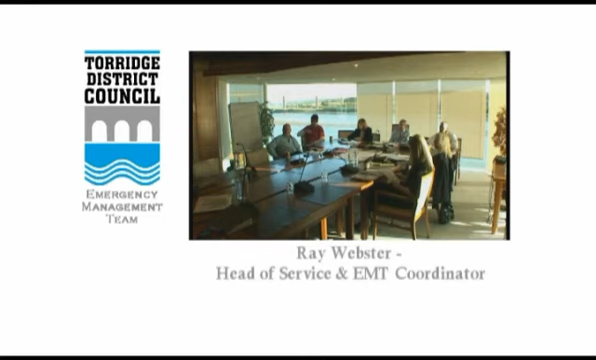 TORRIDGE
DISTRICT
COUNCIL
EMERGENCY
MANAGEMENT
TEAM
Ray Webster -
Head of Service & EMT Coordinator